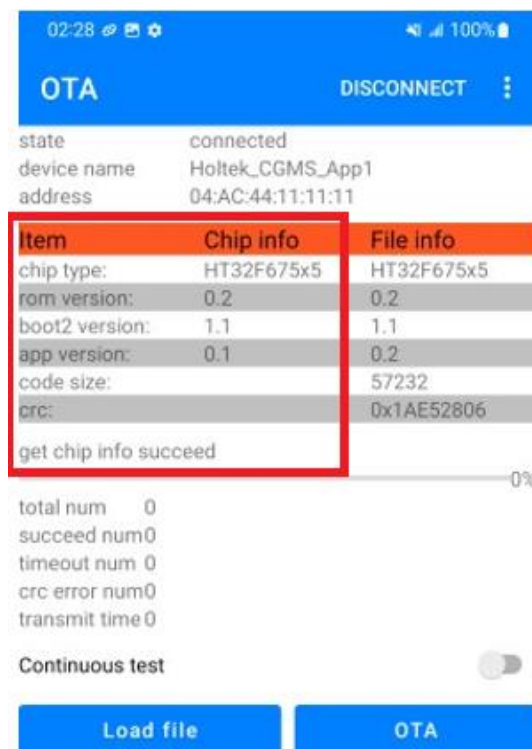 02:28 100%
OTA DISCONNECT
state connected
device name Holtek_CGMS_App1
address 04:AC:44:11:11:11
Item Chip info File info
chip type: HT32F675x5 HT32F675x5
rom version: 0.2 0.2
boot2 version: 1.1 1.1
app version: 0.1 0.2
code size: 57232
crc: 0x1AE52806
get chip info succeed
0%
total num 0
succeed num0
timeout num 0
crc error num0
transmit time 0
Continuous test
Load file OTA